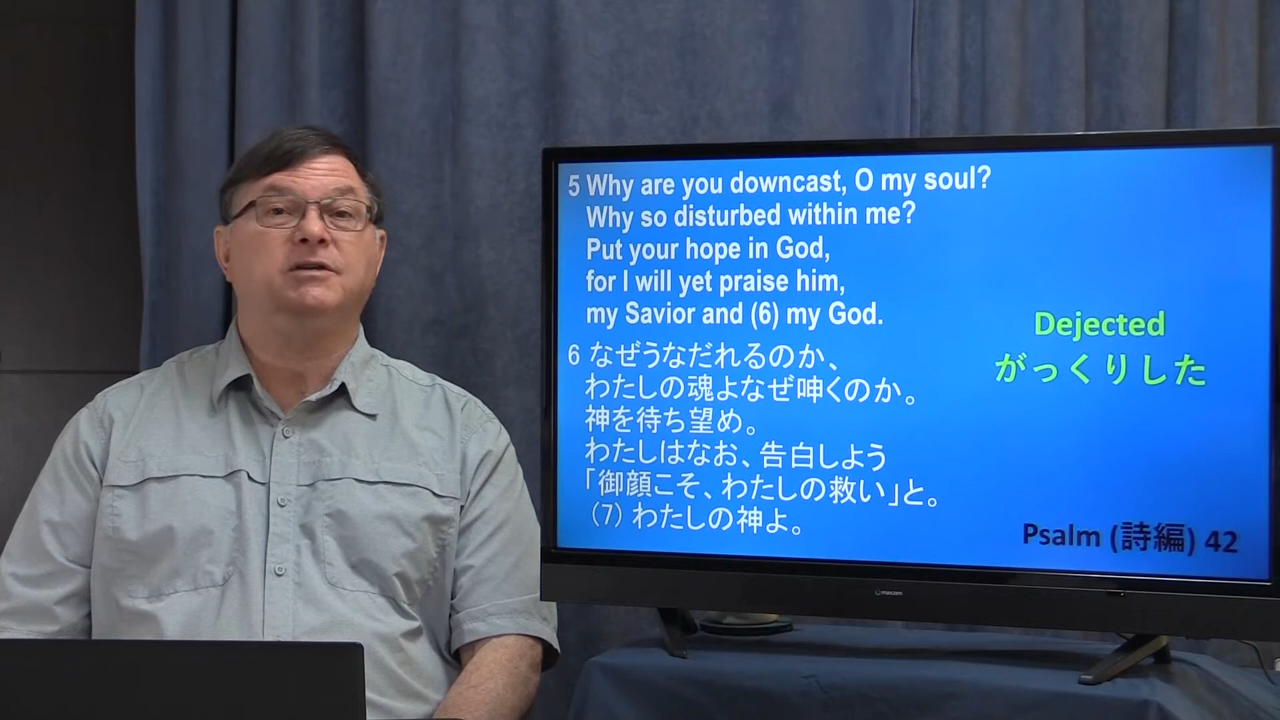 5 Why are you downcast, O my soul?
Why so disturbed within me?
Put your hope in God,
for I will yet praise him,
my Savior and (6) my God.
6 なぜうなだれるのか、
わたしの魂よなぜ呻くのか。
神を待ち望め。
わたしはなお、告白しよう
「御顔こそ、わたしの救い」と。
(7) わたしの神よ。
Dejected
がっくりした
Psalm (詩編) 42
maxzen